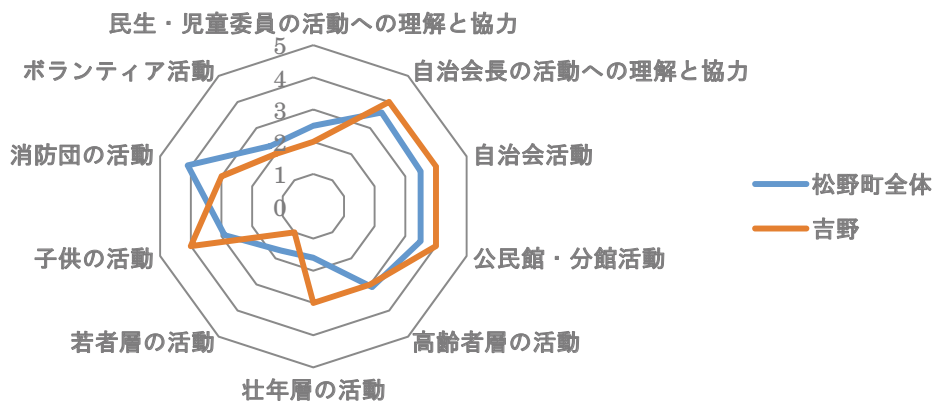 民生・児童委員の活動への理解と協力
自治会長の活動への理解と協力
自治会活動
公民館・分館活動
高齢者層の活動
壮年層の活動
若者層の活動
子供の活動
消防団の活動
ボランティア活動
5
4
3
2
1
0
松野町全体
吉野